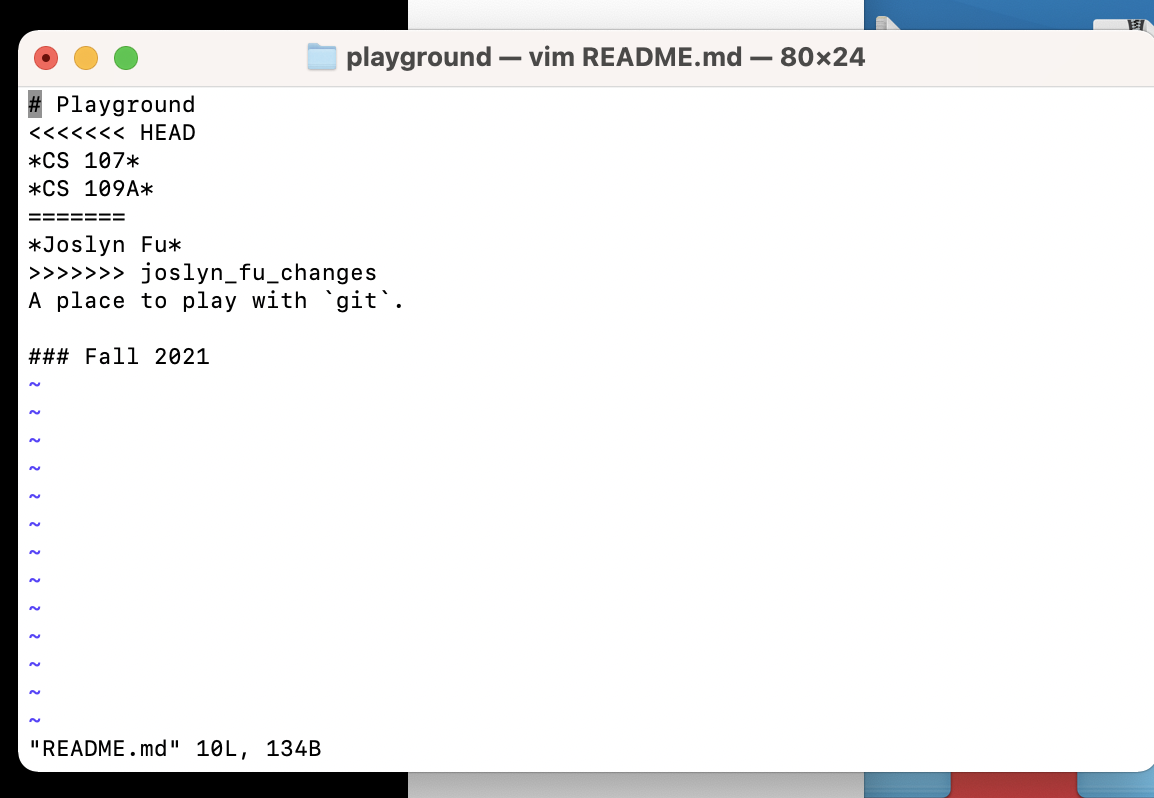 playground — vim README.md — 80×24
# Playground
<<<<<<< HEAD
*CS 107*
*CS 109A*
=======
*Joslyn Fu*
>>>>>>> joslyn_fu_changes
A place to play with `git`.
### Fall 2021
~
~
~
~
~
~
~
~
~
~
~
~
~
"README.md" 10L, 134B